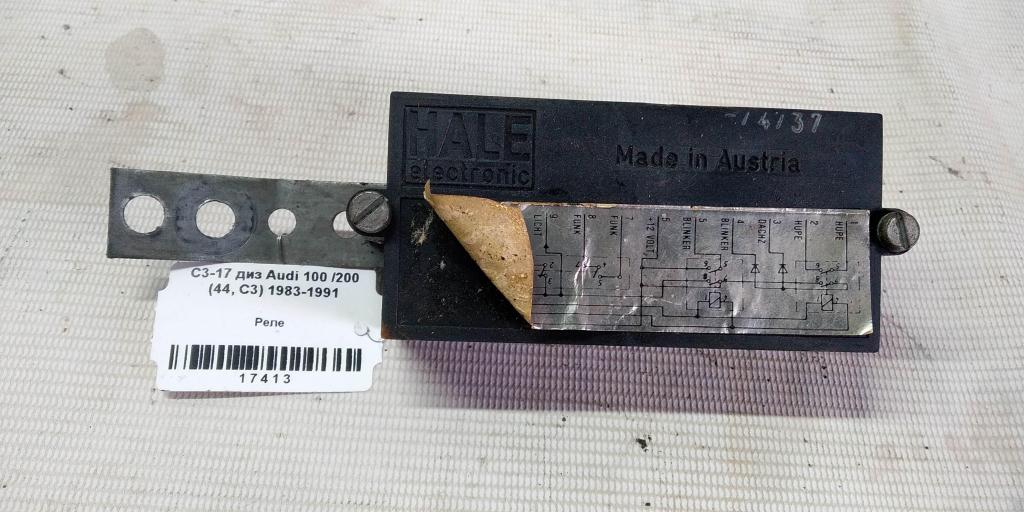 HALE
electronic
Made in Austria
LICHT
9
FUNK
8
FUNK
7
+12 VOLT
6
BLINKER
5
BLINKER
4
DACHZ
3
HUPE
2
HUPE
1
C3-17 диз Audi 100 /200
(44, C3) 1983-1991
Реле
17413